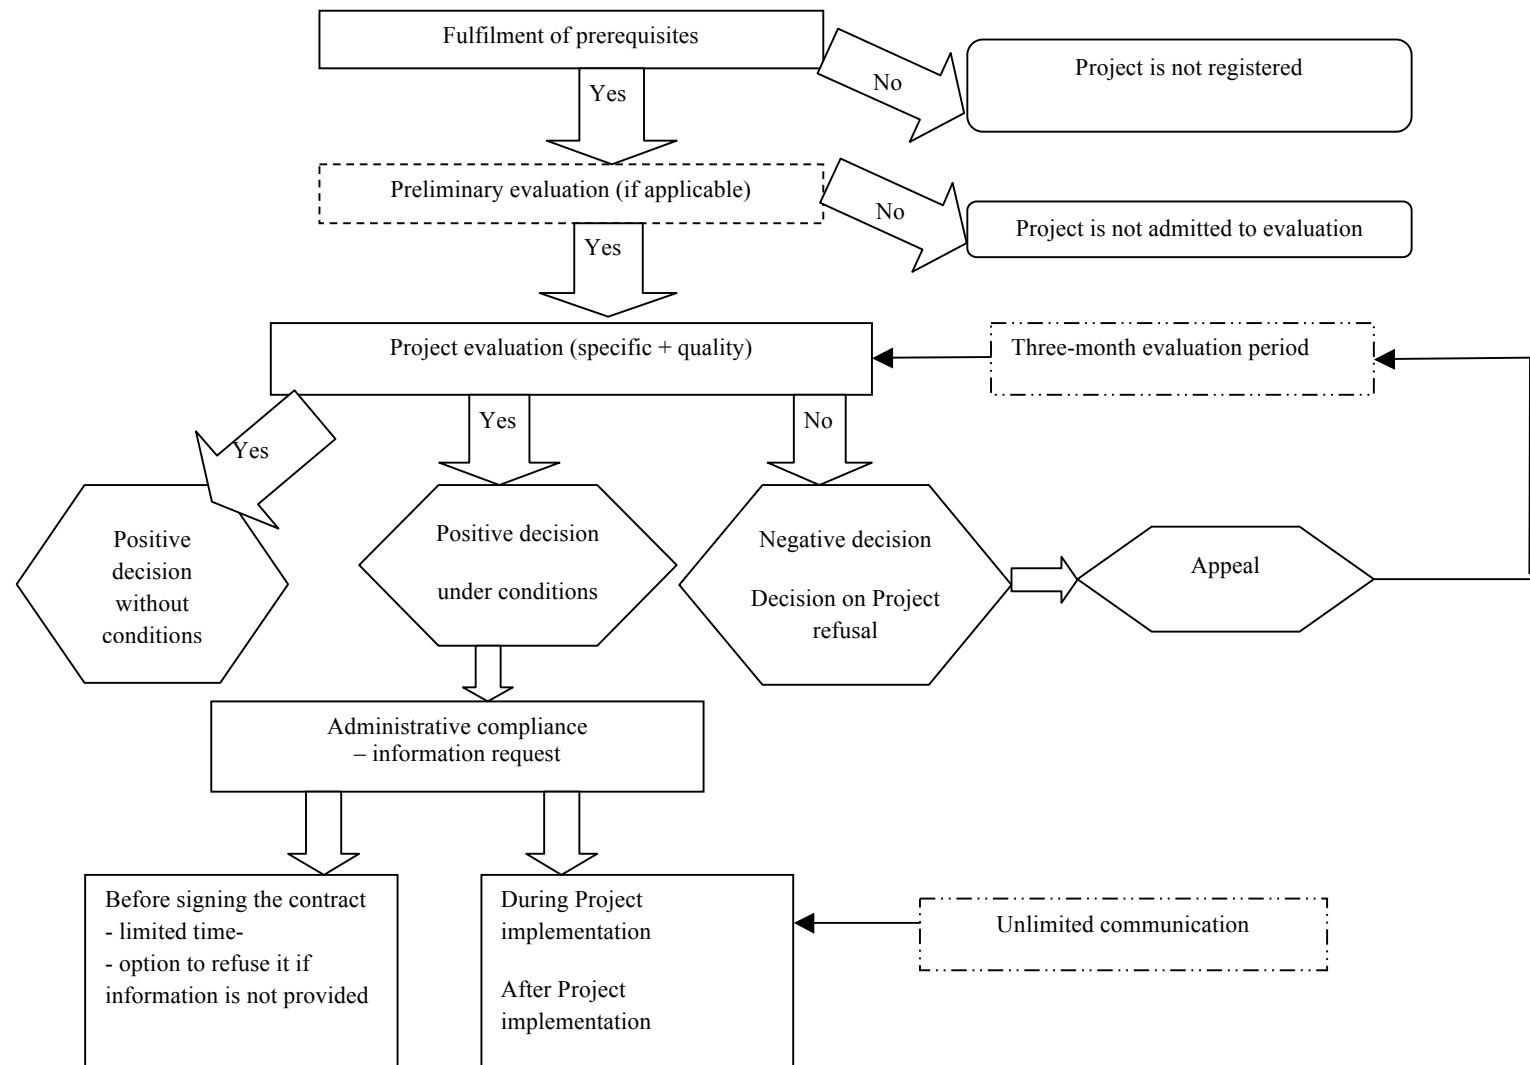 Fulfilment of prerequisites
Project is not registered
No
Yes
Preliminary evaluation (if applicable)
No
Project is not admitted to evaluation
Yes
Project evaluation (specific + quality)
Three-month evaluation period
Yes
Yes
No
Positive
decision
without
conditions
Positive decision
under conditions
Negative decision
Decision on Project
refusal
Appeal
Administrative compliance
– information request
Before signing the contract
- limited time-
- option to refuse it if
information is not provided
During Project
implementation
After Project
implementation
Unlimited communication